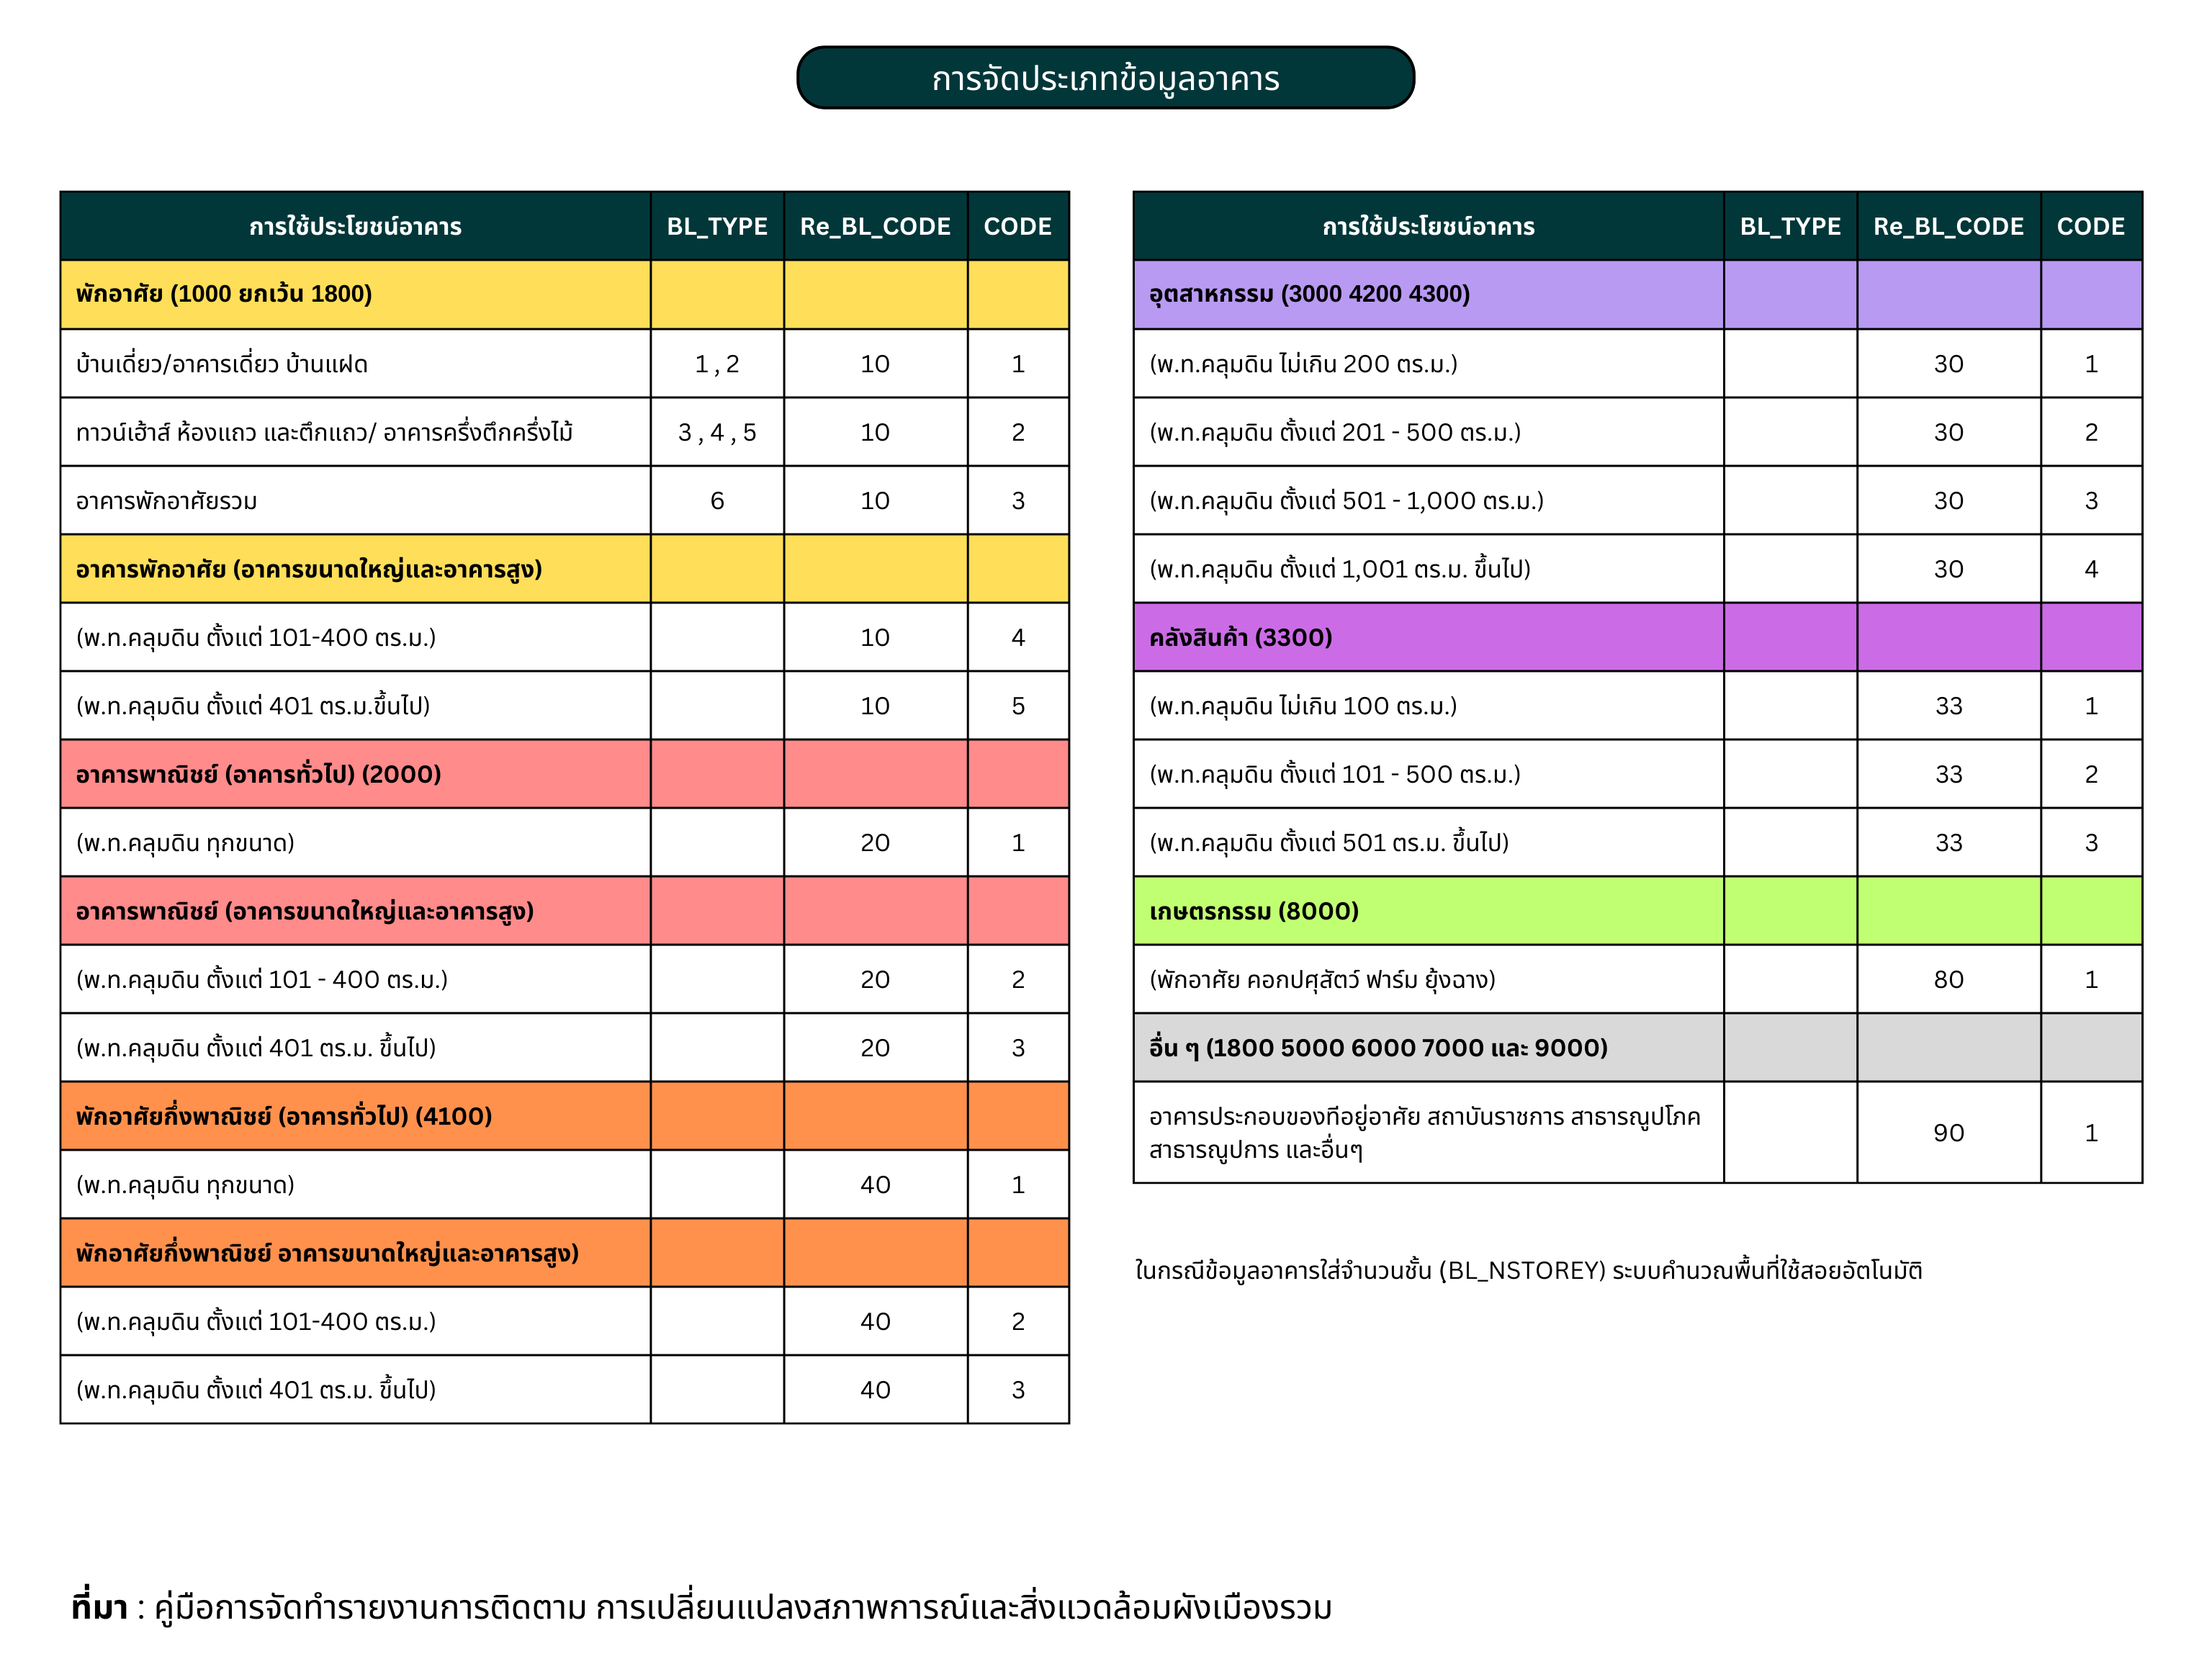 การจัดประเภทข้อมูลอาคาร
การใช้ประโยชน์อาคาร BL_TYPE Re_BL_CODE CODE
พักอาศัย (1000 ยกเว้น 1800)
บ้านเดี่ยว/อาคารเดี่ยว บ้านแฝด 1 , 2 10 1
ทาวน์เฮ้าส์ ห้องแถว และตึกแถว/ อาคารครึ่งตึกครึ่งไม้ 3 , 4 , 5 10 2
อาคารพักอาศัยรวม 6 10 3
อาคารพักอาศัย (อาคารขนาดใหญ่และอาคารสูง)
(พ.ท.คลุมดิน ตั้งแต่ 101-400 ตร.ม.) 10 4
(พ.ท.คลุมดิน ตั้งแต่ 401 ตร.ม.ขึ้นไป) 10 5
อาคารพาณิชย์ (อาคารทั่วไป) (2000)
(พ.ท.คลุมดิน ทุกขนาด) 20 1
อาคารพาณิชย์ (อาคารขนาดใหญ่และอาคารสูง)
(พ.ท.คลุมดิน ตั้งแต่ 101 - 400 ตร.ม.) 20 2
(พ.ท.คลุมดิน ตั้งแต่ 401 ตร.ม. ขึ้นไป) 20 3
พักอาศัยกึ่งพาณิชย์ (อาคารทั่วไป) (4100)
(พ.ท.คลุมดิน ทุกขนาด) 40 1
พักอาศัยกึ่งพาณิชย์ อาคารขนาดใหญ่และอาคารสูง)
(พ.ท.คลุมดิน ตั้งแต่ 101-400 ตร.ม.) 40 2
(พ.ท.คลุมดิน ตั้งแต่ 401 ตร.ม. ขึ้นไป) 40 3
การใช้ประโยชน์อาคาร BL_TYPE Re_BL_CODE CODE
อุตสาหกรรม (3000 4200 4300)
(พ.ท.คลุมดิน ไม่เกิน 200 ตร.ม.) 30 1
(พ.ท.คลุมดิน ตั้งแต่ 201 - 500 ตร.ม.) 30 2
(พ.ท.คลุมดิน ตั้งแต่ 501 - 1,000 ตร.ม.) 30 3
(พ.ท.คลุมดิน ตั้งแต่ 1,001 ตร.ม. ขึ้นไป) 30 4
คลังสินค้า (3300)
(พ.ท.คลุมดิน ไม่เกิน 100 ตร.ม.) 33 1
(พ.ท.คลุมดิน ตั้งแต่ 101 - 500 ตร.ม.) 33 2
(พ.ท.คลุมดิน ตั้งแต่ 501 ตร.ม. ขึ้นไป) 33 3
เกษตรกรรม (8000)
(พักอาศัย คอกปศุสัตว์ ฟาร์ม ยุ้งฉาง) 80 1
อื่น ๆ (1800 5000 6000 7000 และ 9000)
อาคารประกอบของทีอยู่อาศัย สถาบันราชการ สาธารณูปโภค
สาธารณูปการ และอื่นๆ 90 1
ในกรณีข้อมูลอาคารใส่จำนวนชั้น (BL_NSTOREY) ระบบคำนวณพื้นที่ใช้สอยอัตโนมัติ
ที่มา : คู่มือการจัดทำรายงานการติดตาม การเปลี่ยนแปลงสภาพการณ์และสิ่งแวดล้อมผังเมืองรวม